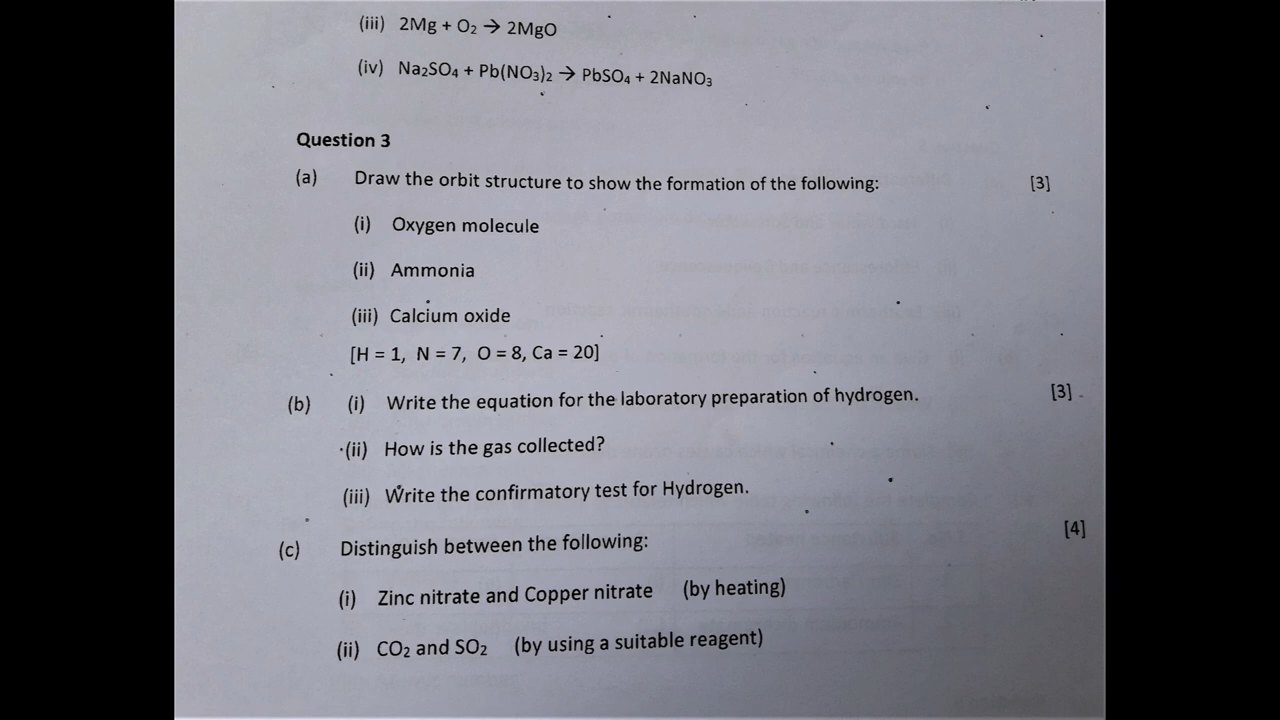 (iii) 2Mg + O₂ → 2MgO
(iv) Na₂SO₄ + Pb(NO₃)₂ → PbSO₄ + 2NaNO₃
Question 3
(a) Draw the orbit structure to show the formation of the following: [3]
(i) Oxygen molecule
(ii) Ammonia
(iii) Calcium oxide
[H = 1, N = 7, O = 8, Ca = 20]
(b) (i) Write the equation for the laboratory preparation of hydrogen. [3]
(ii) How is the gas collected?
(iii) Write the confirmatory test for Hydrogen.
(c) Distinguish between the following: [4]
(i) Zinc nitrate and Copper nitrate (by heating)
(ii) CO₂ and SO₂ (by using a suitable reagent)